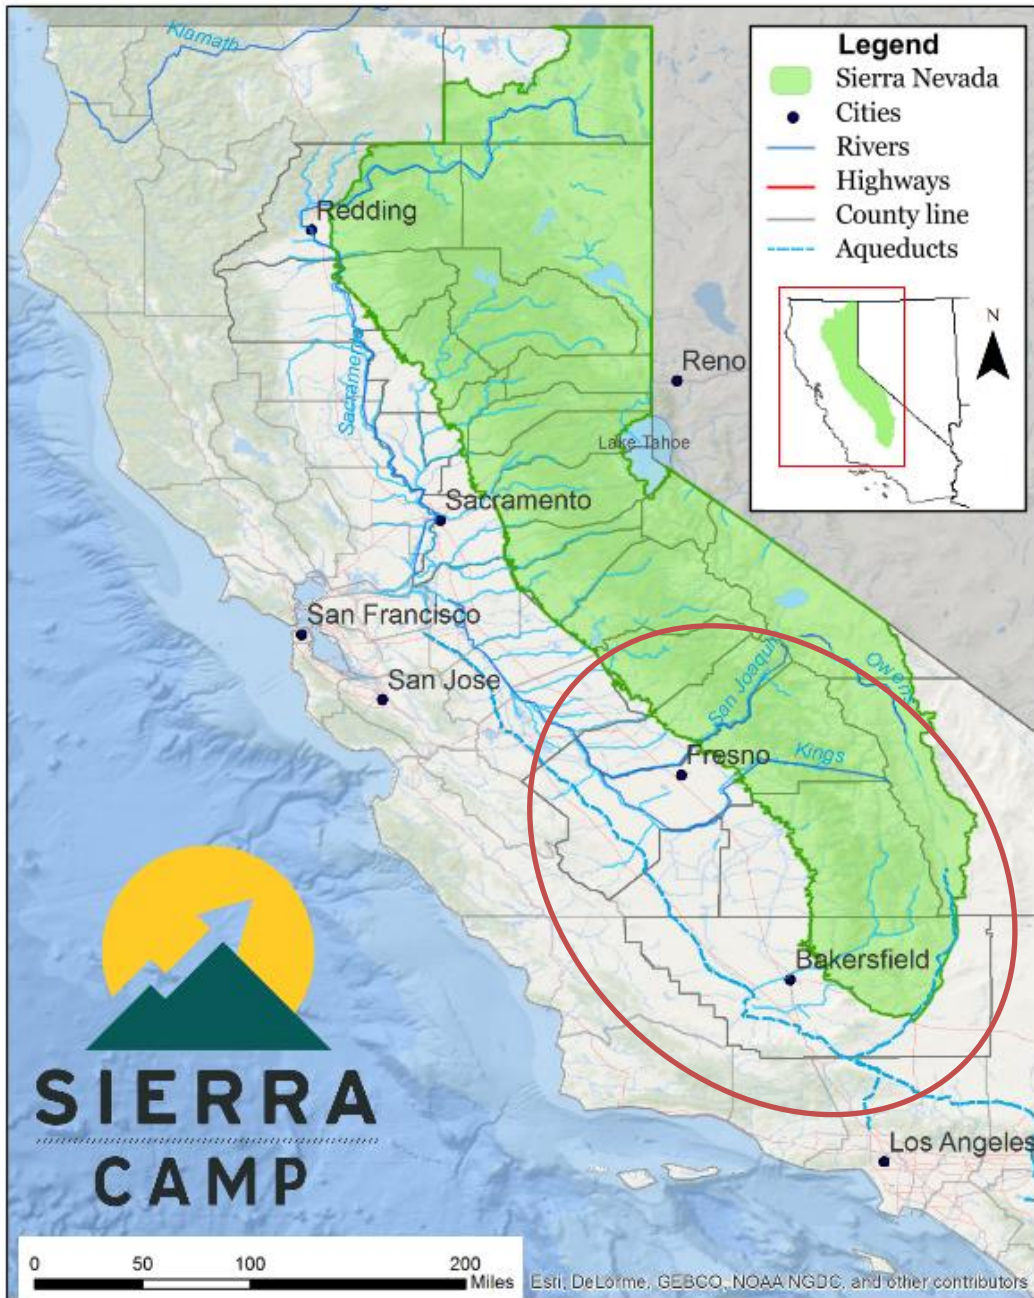 Klamath
Legend
Sierra Nevada
Cities
Rivers
Highways
County line
Aqueducts
N
Redding
Sacramento
Reno
Lake Tahoe
Sacramento
San Francisco
San Jose
San Joaquin
Owens
Fresno
Kings
Bakersfield
Los Angeles
SIERRA
CAMP
0 50 100 200
Miles
Esri, DeLorme, GEBCO, NOAA NGDC, and other contributors